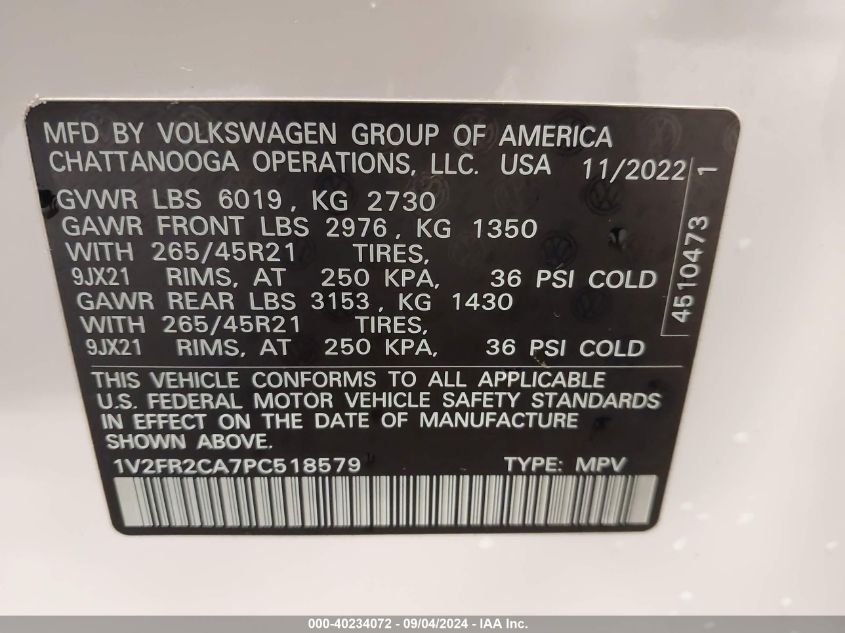 MFD BY VOLKSWAGEN GROUP OF AMERICA
CHATTANOOGA OPERATIONS, LLC. USA 11/2022 1
GVWR LBS 6019, KG 2730
GAWR FRONT LBS 2976, KG 1350
WITH 265/45R21 TIRES,
9JX21 RIMS, AT 250 KPA, 36 PSI COLD
GAWR REAR LBS 3153, KG 1430
WITH 265/45R21 TIRES,
9JX21 RIMS, AT 250 KPA, 36 PSI COLD
4510473
THIS VEHICLE CONFORMS TO ALL APPLICABLE
U.S. FEDERAL MOTOR VEHICLE SAFETY STANDARDS
IN EFFECT ON THE DATE OF MANUFACTURE
SHOWN ABOVE.
1V2FR2CA7PC518579 TYPE: MPV
000-40234072 - 09/04/2024 - IAA Inc.